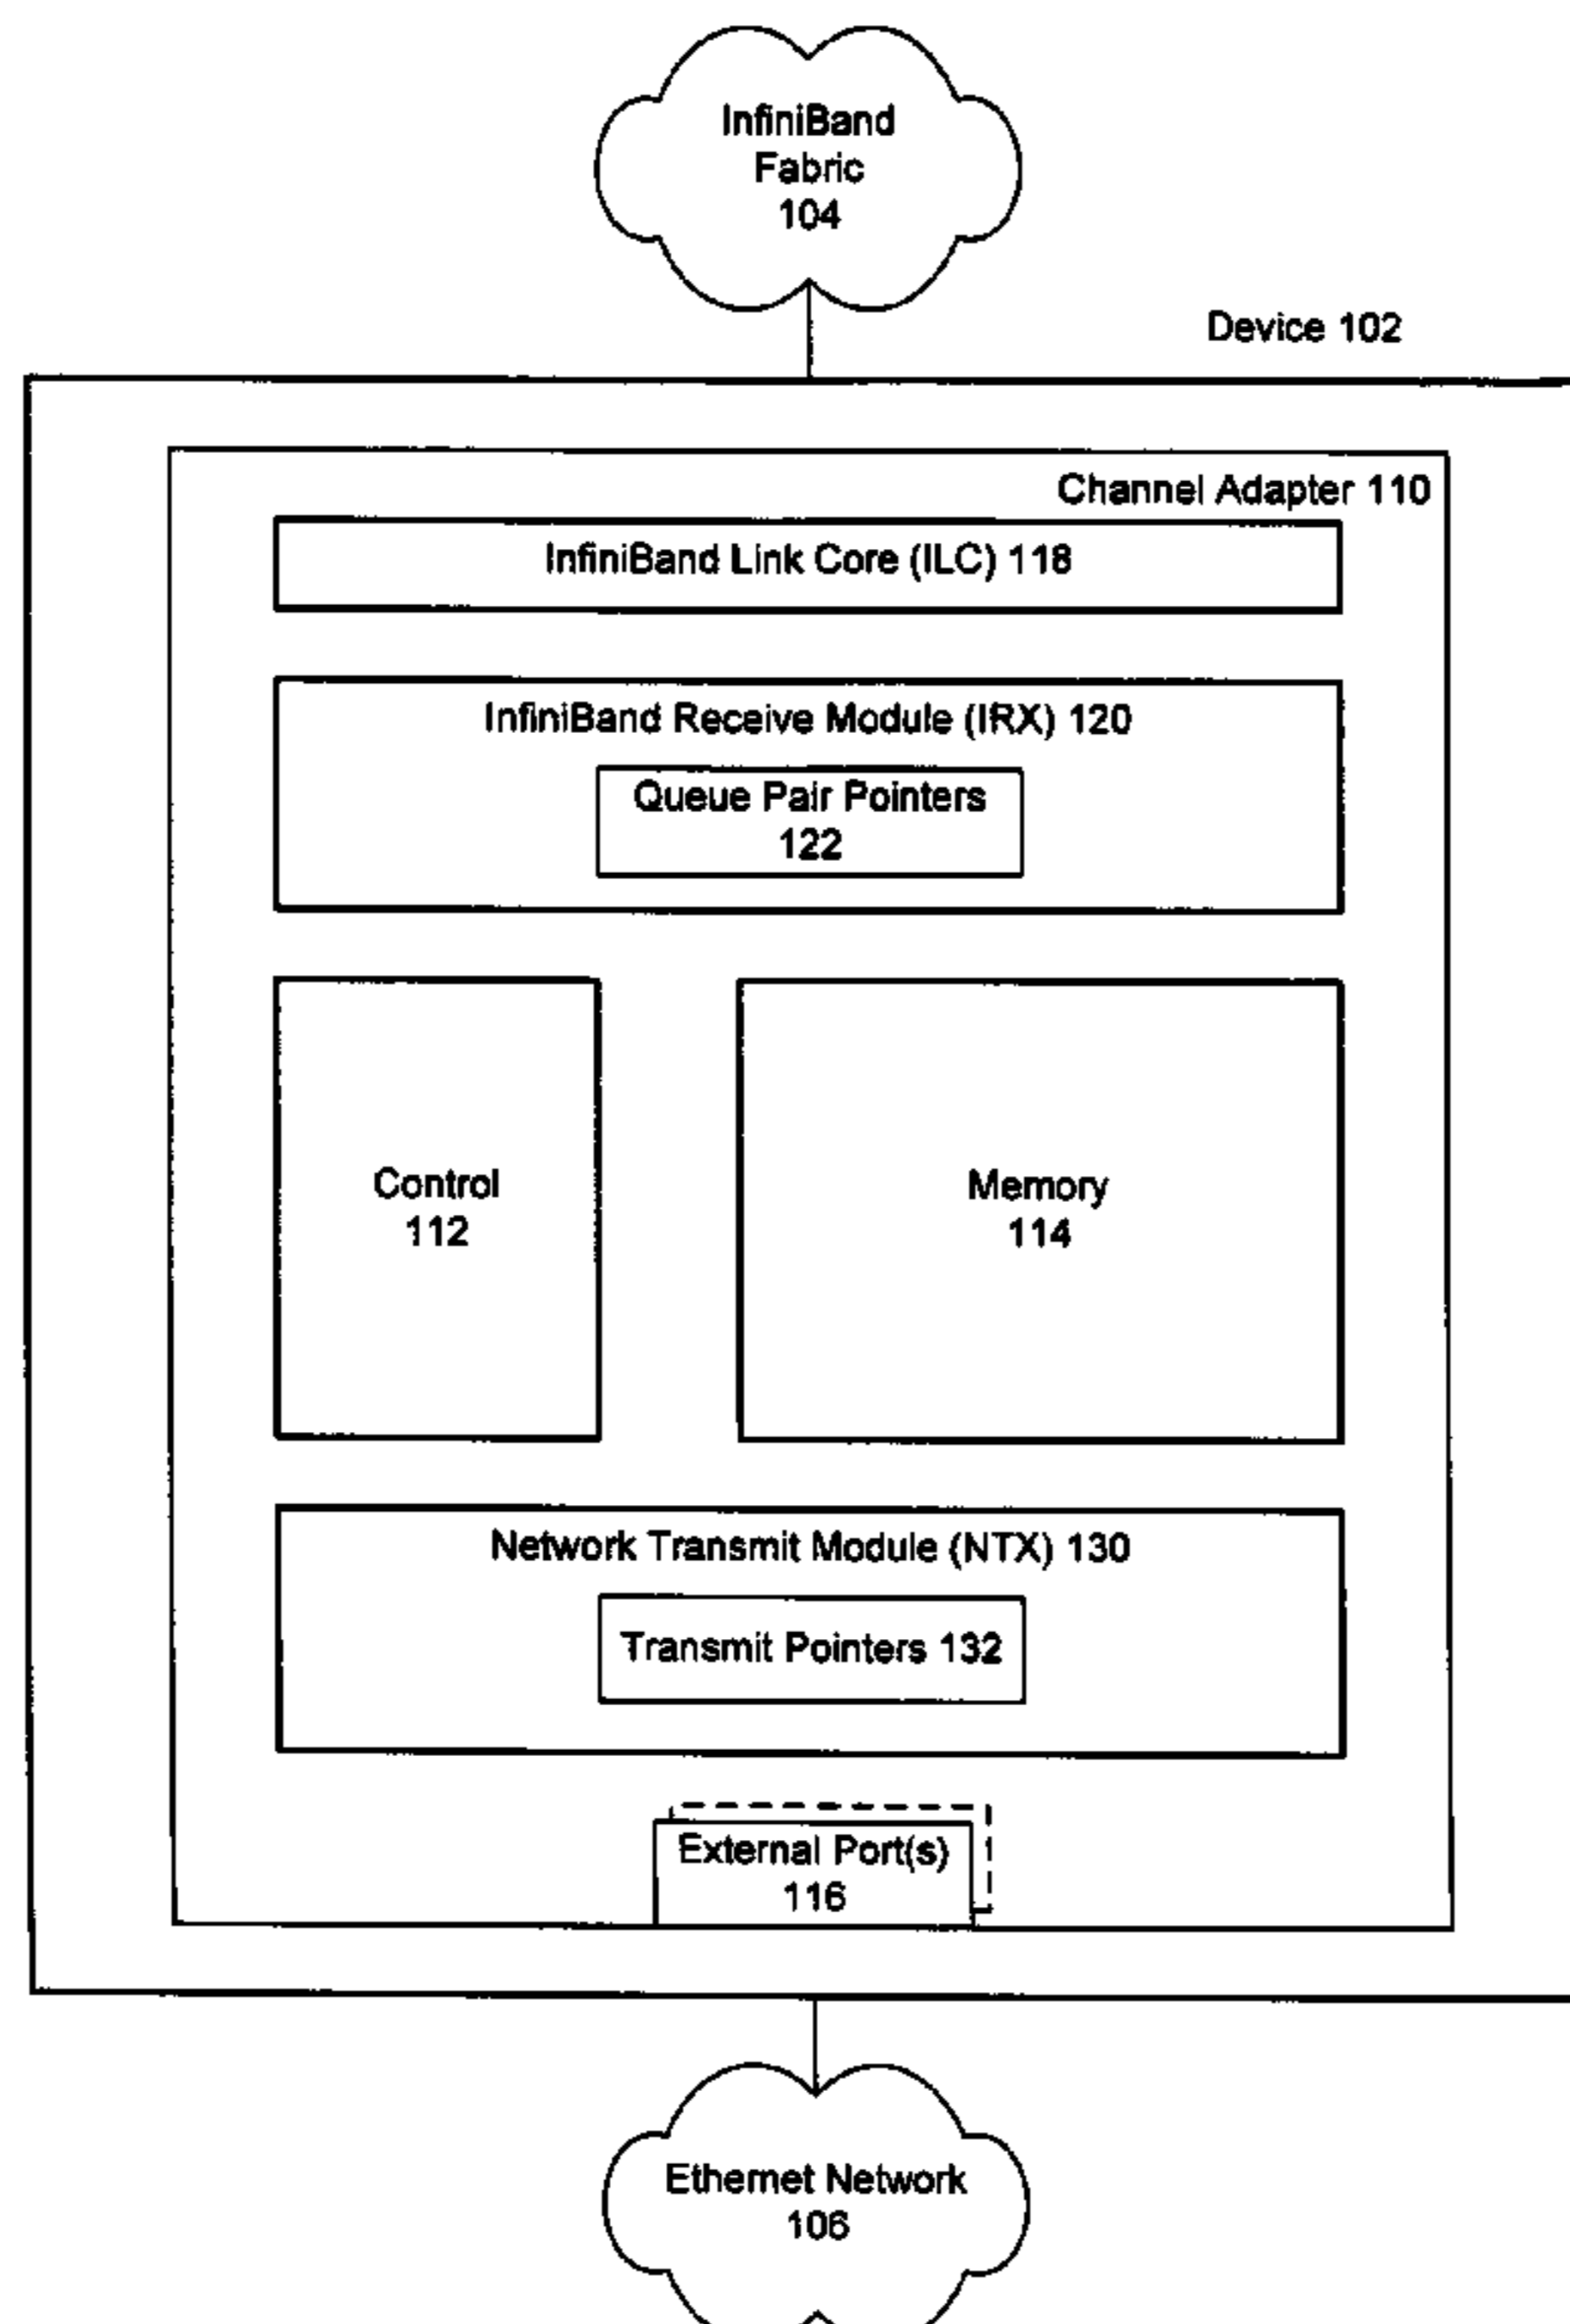 InfiniBand
Fabric
104
Device 102
Channel Adapter 110
InfiniBand Link Core (ILC) 118
InfiniBand Receive Module (IRX) 120
Queue Pair Pointers
122
Control
112
Memory
114
Network Transmit Module (NTX) 130
Transmit Pointers 132
External Port(s)
116
Ethernet Network
106